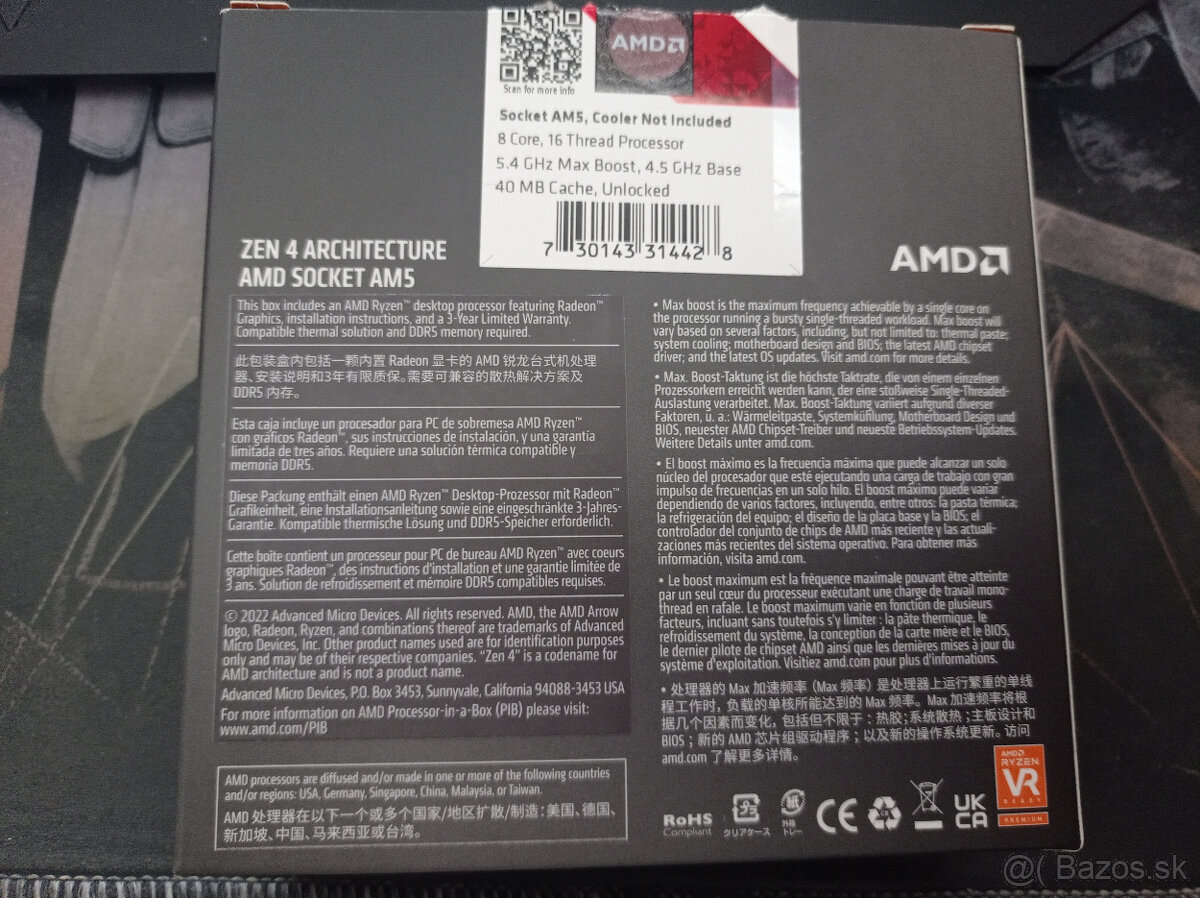 Scan for more info
AMD
Socket AM5, Cooler Not Included
8 Core, 16 Thread Processor
5.4 GHz Max Boost, 4.5 GHz Base
40 MB Cache, Unlocked
7 30143 31442 8
ZEN 4 ARCHITECTURE
AMD SOCKET AM5
AMD
This box includes an AMD Ryzen™ desktop processor featuring Radeon™
Graphics, installation instructions, and a 3-Year Limited Warranty.
Compatible thermal solution and DDR5 memory required.
此包装盒内包括一颗内置 Radeon 显卡的 AMD 锐龙台式机处理
器、安装说明和3年有限质保。需要可兼容的散热解决方案及
DDR5 内存。
Esta caja incluye un procesador para PC de sobremesa AMD Ryzen™
con gráficos Radeon™, sus instrucciones de instalación, y una garantía
limitada de tres años. Requiere una solución térmica compatible y
memoria DDR5.
Diese Packung enthält einen AMD Ryzen™ Desktop-Prozessor mit Radeon™
Grafikeinheit, eine Installationsanleitung sowie eine eingeschränkte 3-Jahres-
Garantie. Kompatible thermische Lösung und DDR5-Speicher erforderlich.
Cette boîte contient un processeur pour PC de bureau AMD Ryzen™ avec coeurs
graphiques Radeon™, des instructions d'installation et une garantie limitée de
3 ans. Solution de refroidissement et mémoire DDR5 compatibles requises.
© 2022 Advanced Micro Devices. All rights reserved. AMD, the AMD Arrow
logo, Radeon, Ryzen, and combinations thereof are trademarks of Advanced
Micro Devices, Inc. Other product names used are for identification purposes
only and may be of their respective companies. "Zen 4" is a codename for
AMD architecture and is not a product name.
Advanced Micro Devices, P.O. Box 3453, Sunnyvale, California 94088-3453 USA
For more information on AMD Processor-in-a-Box (PIB) please visit:
www.amd.com/PIB
AMD processors are diffused and/or made in one or more of the following countries
and/or regions: USA, Germany, Singapore, China, Malaysia, or Taiwan.
AMD 处理器在以下一个或多个国家/地区扩散/制造：美国、德国、
新加坡、中国、马来西亚或台湾。
• Max boost is the maximum frequency achievable by a single core on
the processor running a bursty single-threaded workload. Max boost will
vary based on several factors, including, but not limited to: thermal paste;
system cooling; motherboard design and BIOS; the latest AMD chipset
driver; and the latest OS updates. Visit amd.com for more details.
• Max. Boost-Taktung ist die höchste Taktrate, die von einem einzelnen
Prozessorkern erreicht werden kann, der eine stoßweise Single-Threaded-
Auslastung verarbeitet. Max. Boost-Taktung variiert aufgrund diverser
Faktoren, u. a.: Wärmeleitpaste, Systemkühlung, Motherboard Design und
BIOS, neuester AMD Chipset-Treiber und neueste Betriebssystem-Updates.
Weitere Details unter amd.com.
• El boost máximo es la frecuencia máxima que puede alcanzar un solo
núcleo del procesador que esté ejecutando una carga de trabajo con gran
impulso de frecuencias en un solo hilo. El boost máximo puede variar
dependiendo de varios factores, incluyendo, entre otros: la pasta térmica;
la refrigeración del equipo; el diseño de la placa base y la BIOS; el
controlador del conjunto de chips de AMD más reciente y las actuali-
zaciones más recientes del sistema operativo. Para obtener más
información, visita amd.com.
• Le boost maximum est la fréquence maximale pouvant être atteinte
par un seul cœur du processeur exécutant une charge de travail mono-
thread en rafale. Le boost maximum varie en fonction de plusieurs
facteurs, incluant sans toutefois s'y limiter : la pâte thermique, le
refroidissement du système, la conception de la carte mère et le BIOS,
le dernier pilote de chipset AMD ainsi que les dernières mises à jour du
système d'exploitation. Visitiez amd.com pour plus d'informations.
• 处理器的 Max 加速频率 (Max 频率) 是处理器上运行繁重的单线
程工作时，负载的单核所能达到的 Max 频率。Max 加速频率将根
据几个因素而变化，包括但不限于：热胶；系统散热；主板设计和
BIOS；新的 AMD 芯片组驱动程序；以及新的操作系统更新。访问
amd.com 了解更多详情。
RoHS
Compliant
クリアケース
紙
外箱
トレー
CE
UK
CA
AMD
RYZEN
VR
READY
PREMIUM
@( Bazos.sk